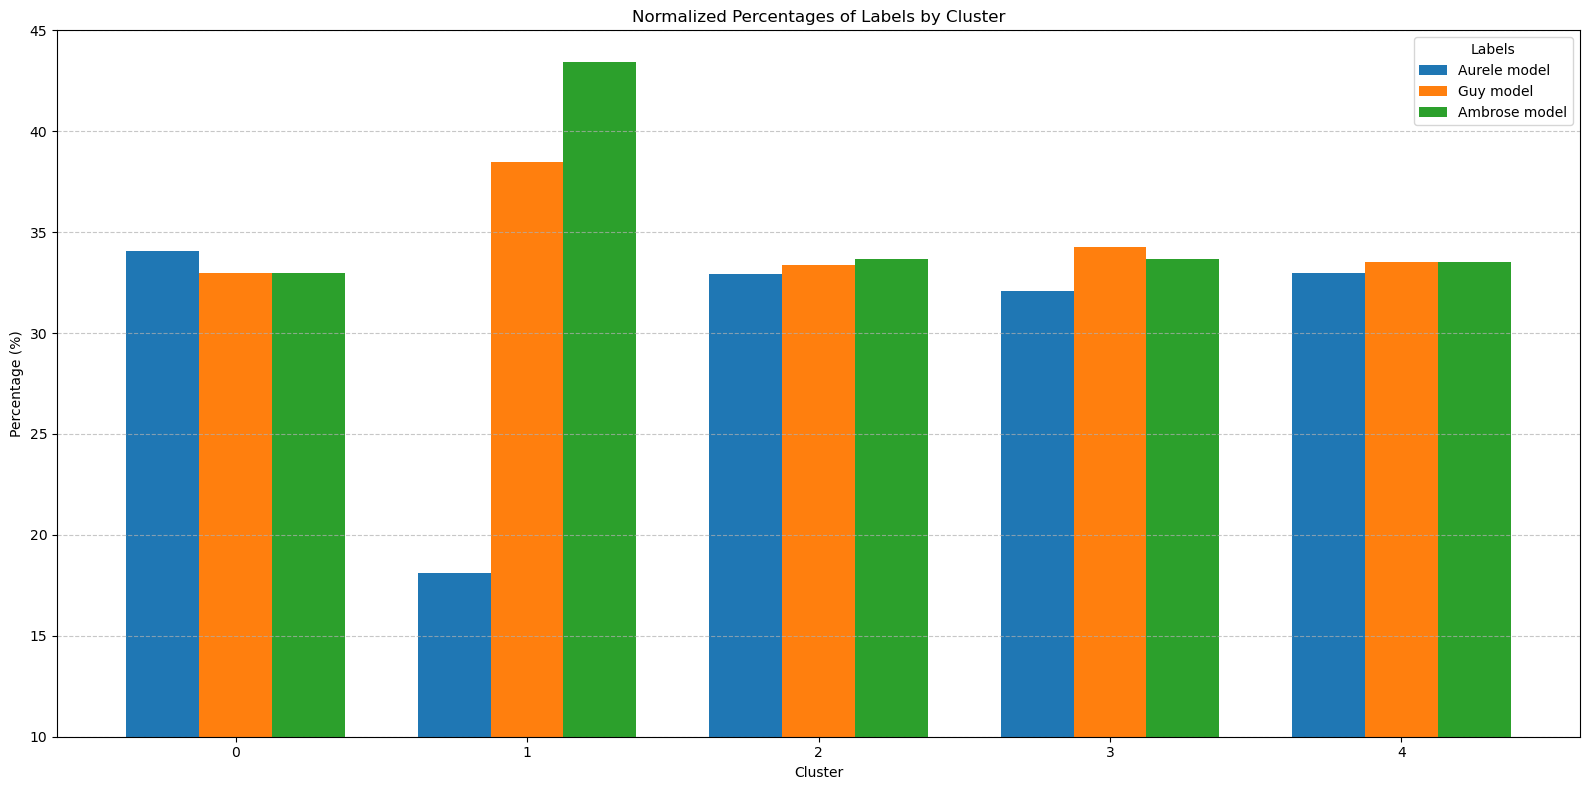 Normalized Percentages of Labels by Cluster
Labels
Aurele model
Guy model
Ambrose model
Percentage (%)
45
40
35
30
25
20
15
10
0 1 2 3 4
Cluster